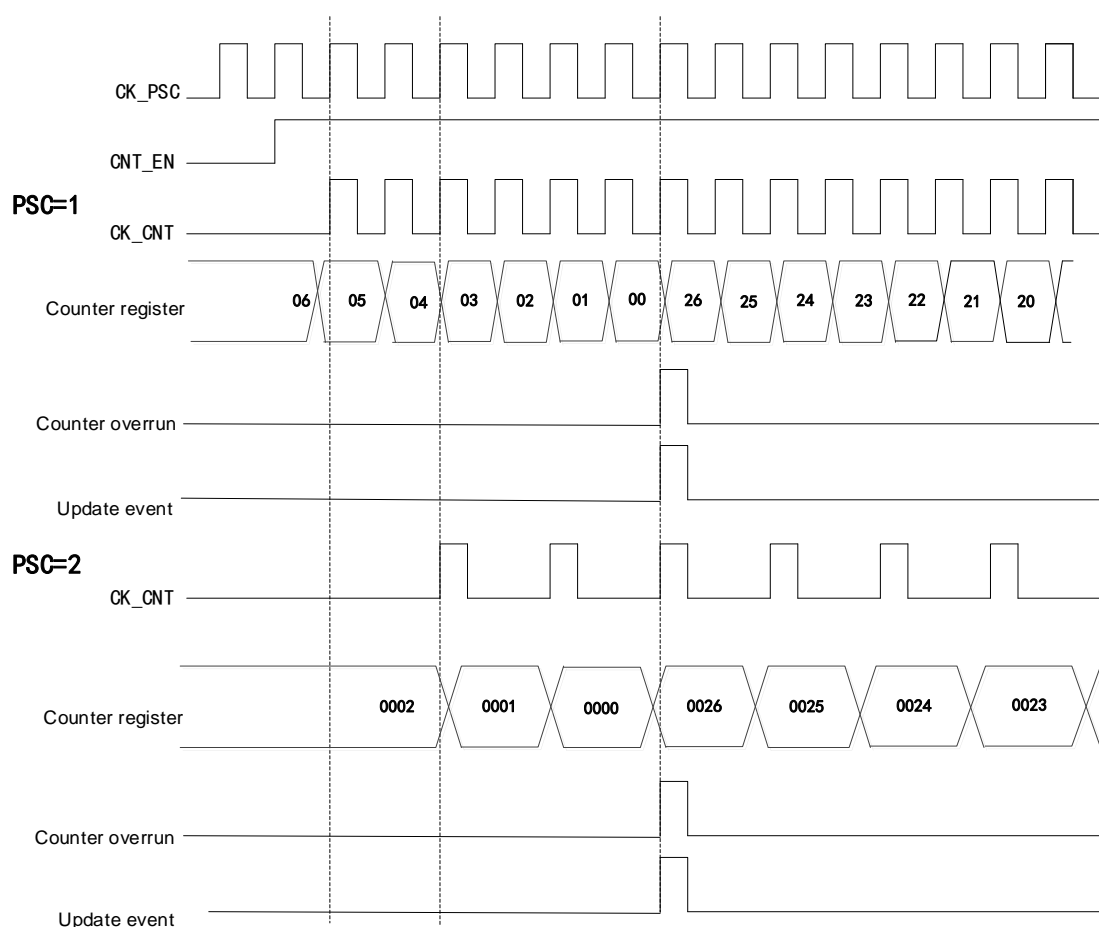 CK_PSC
CNT_EN
PSC=1
CK_CNT
Counter register 06 05 04 03 02 01 00 26 25 24 23 22 21 20
Counter overrun
Update event
PSC=2
CK_CNT
Counter register 0002 0001 0000 0026 0025 0024 0023
Counter overrun
Update event